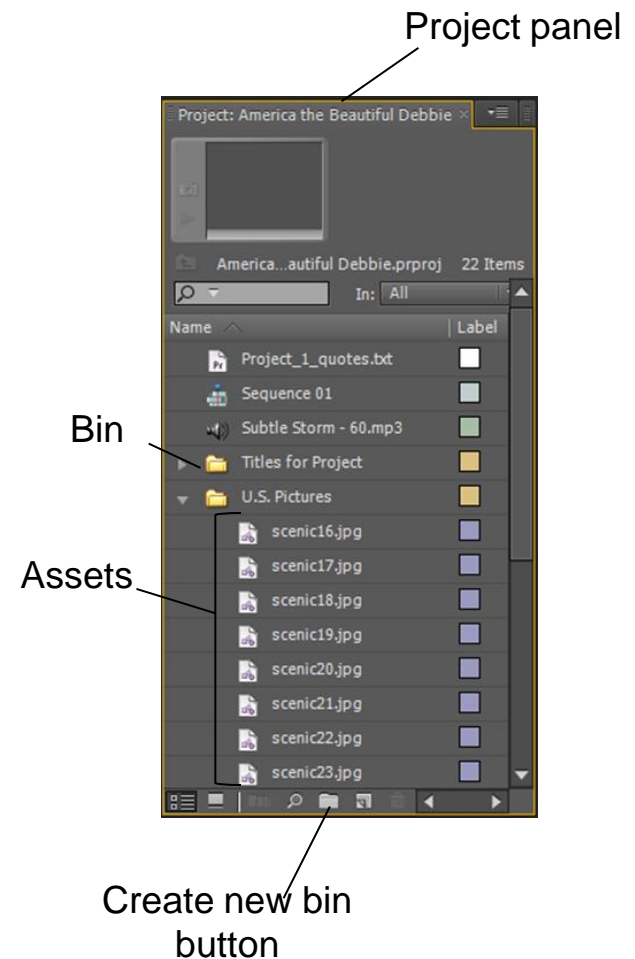 Project panel
Project: America the Beautiful Debbie ×
America...autiful Debbie.prproj 22 Items
In: All
Name Label
Project_1_quotes.txt
Sequence 01
Subtle Storm - 60.mp3
Bin
Titles for Project
U.S. Pictures
scenic16.jpg
scenic17.jpg
Assets
scenic18.jpg
scenic19.jpg
scenic20.jpg
scenic21.jpg
scenic22.jpg
scenic23.jpg
Create new bin
button